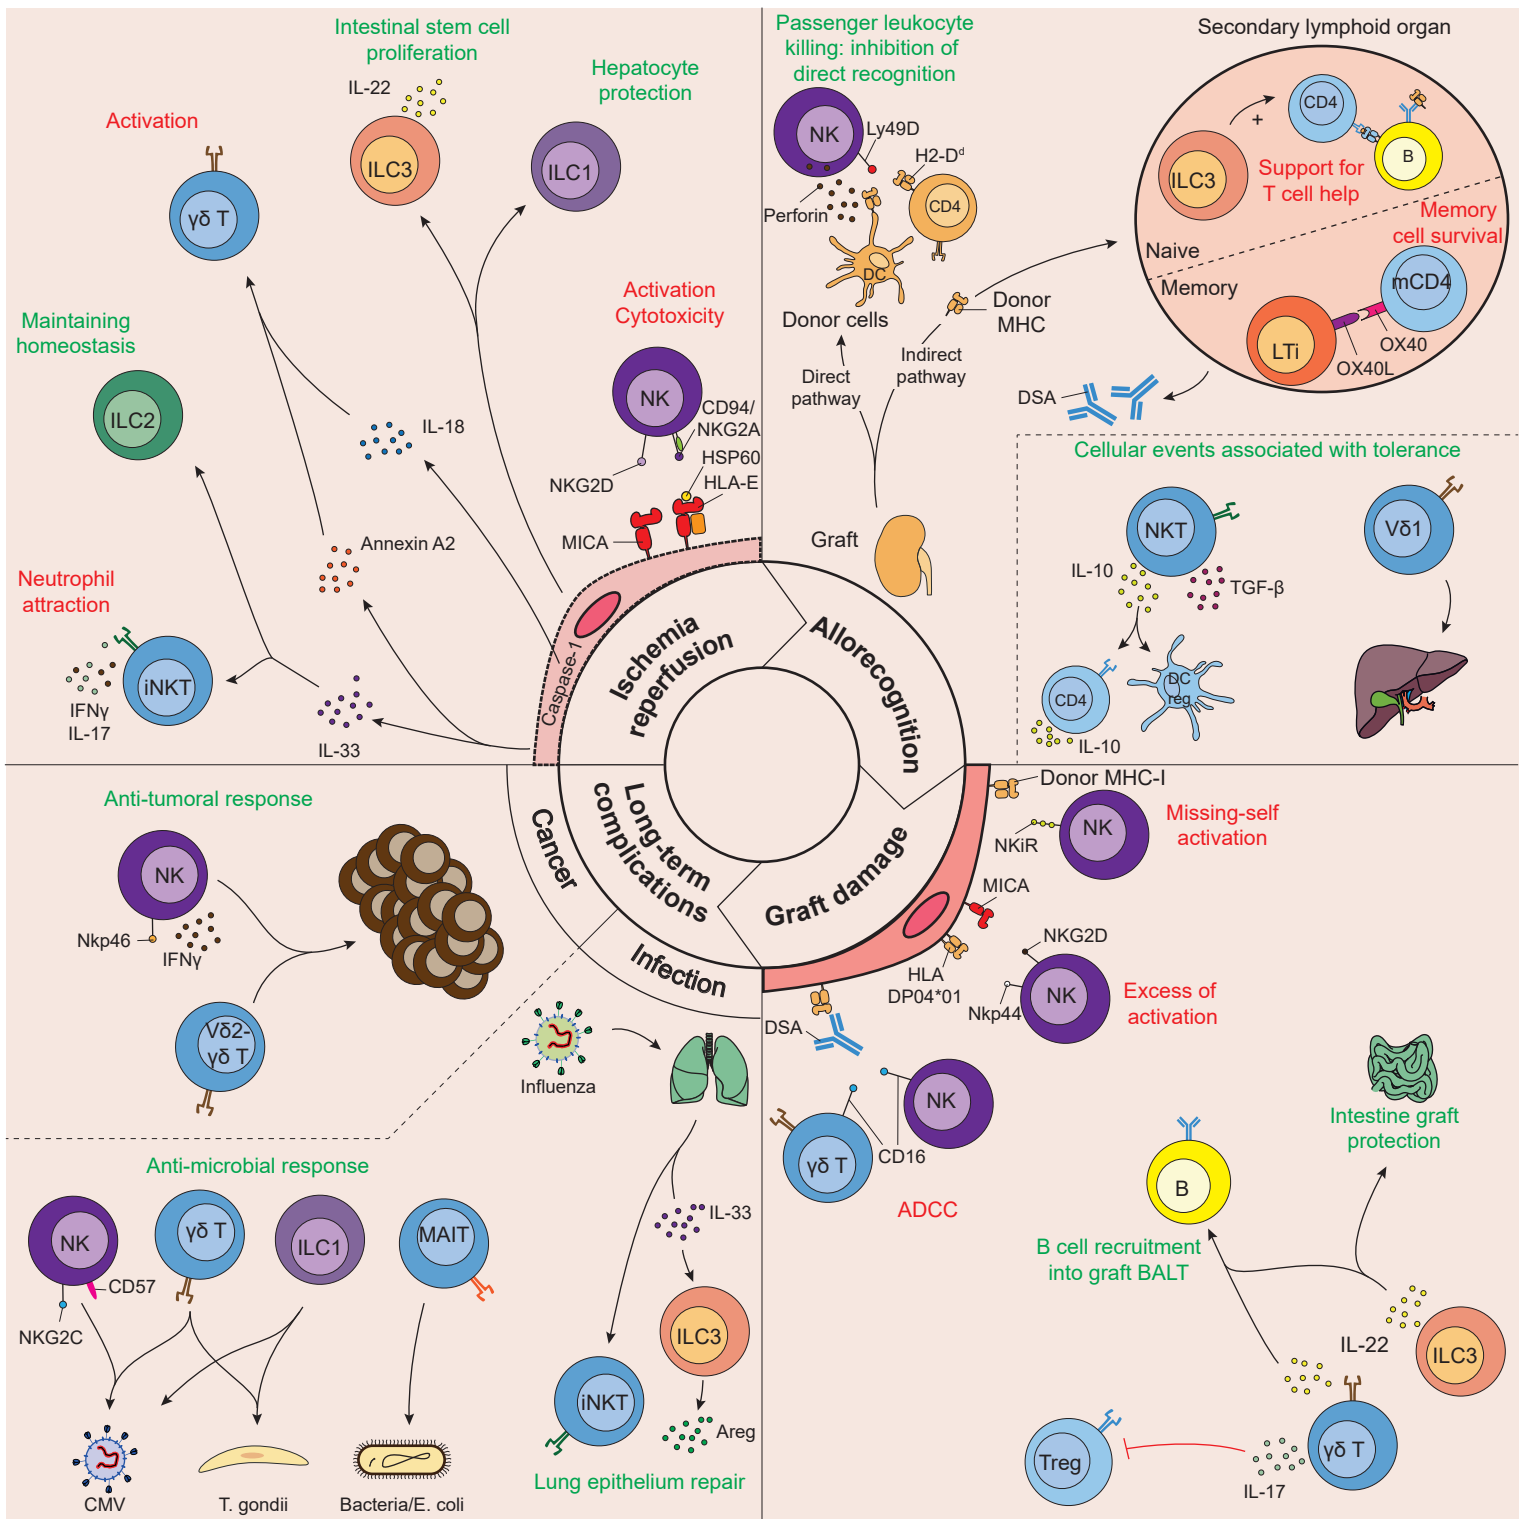 Intestinal stem cell
proliferation
IL-22
Hepatocyte
protection
Activation
ILC3
ILC1
γδ T
Maintaining
homeostasis
Activation
Cytotoxicity
ILC2
NK
CD94/
NKG2A
HSP60
HLA-E
NKG2D
MICA
IL-18
Annexin A2
Neutrophil
attraction
iNKT
IFNγ
IL-17
IL-33
Caspase-1
Ischemia
reperfusion
Passenger leukocyte
killing: inhibition of
direct recognition
NK
Ly49D
H2-Dᵈ
Perforin
CD4
DC
Donor cells
Donor
MHC
Direct
pathway
Indirect
pathway
Graft
Allorecognition
Secondary lymphoid organ
CD4
+
B
ILC3
Support for
T cell help
Memory
cell survival
Naive
Memory
mCD4
LTi
OX40
OX40L
DSA
Cellular events associated with tolerance
NKT
Vδ1
IL-10
TGF-β
CD4
DC
reg
IL-10
Anti-tumoral response
NK
Nkp46
IFNγ
Vδ2-
γδ T
Cancer
Long-term
complications
Infection
Influenza
Anti-microbial response
NK
γδ T
ILC1
MAIT
CD57
NKG2C
CMV
T. gondii
Bacteria/E. coli
IL-33
ILC3
iNKT
Areg
Lung epithelium repair
Graft damage
Donor MHC-I
NK
NKiR
Missing-self
activation
MICA
NKG2D
HLA
DP04*01
NK
Nkp44
Excess of
activation
DSA
NK
γδ T
CD16
ADCC
Intestine graft
protection
B
B cell recruitment
into graft BALT
IL-22
ILC3
Treg
γδ T
IL-17